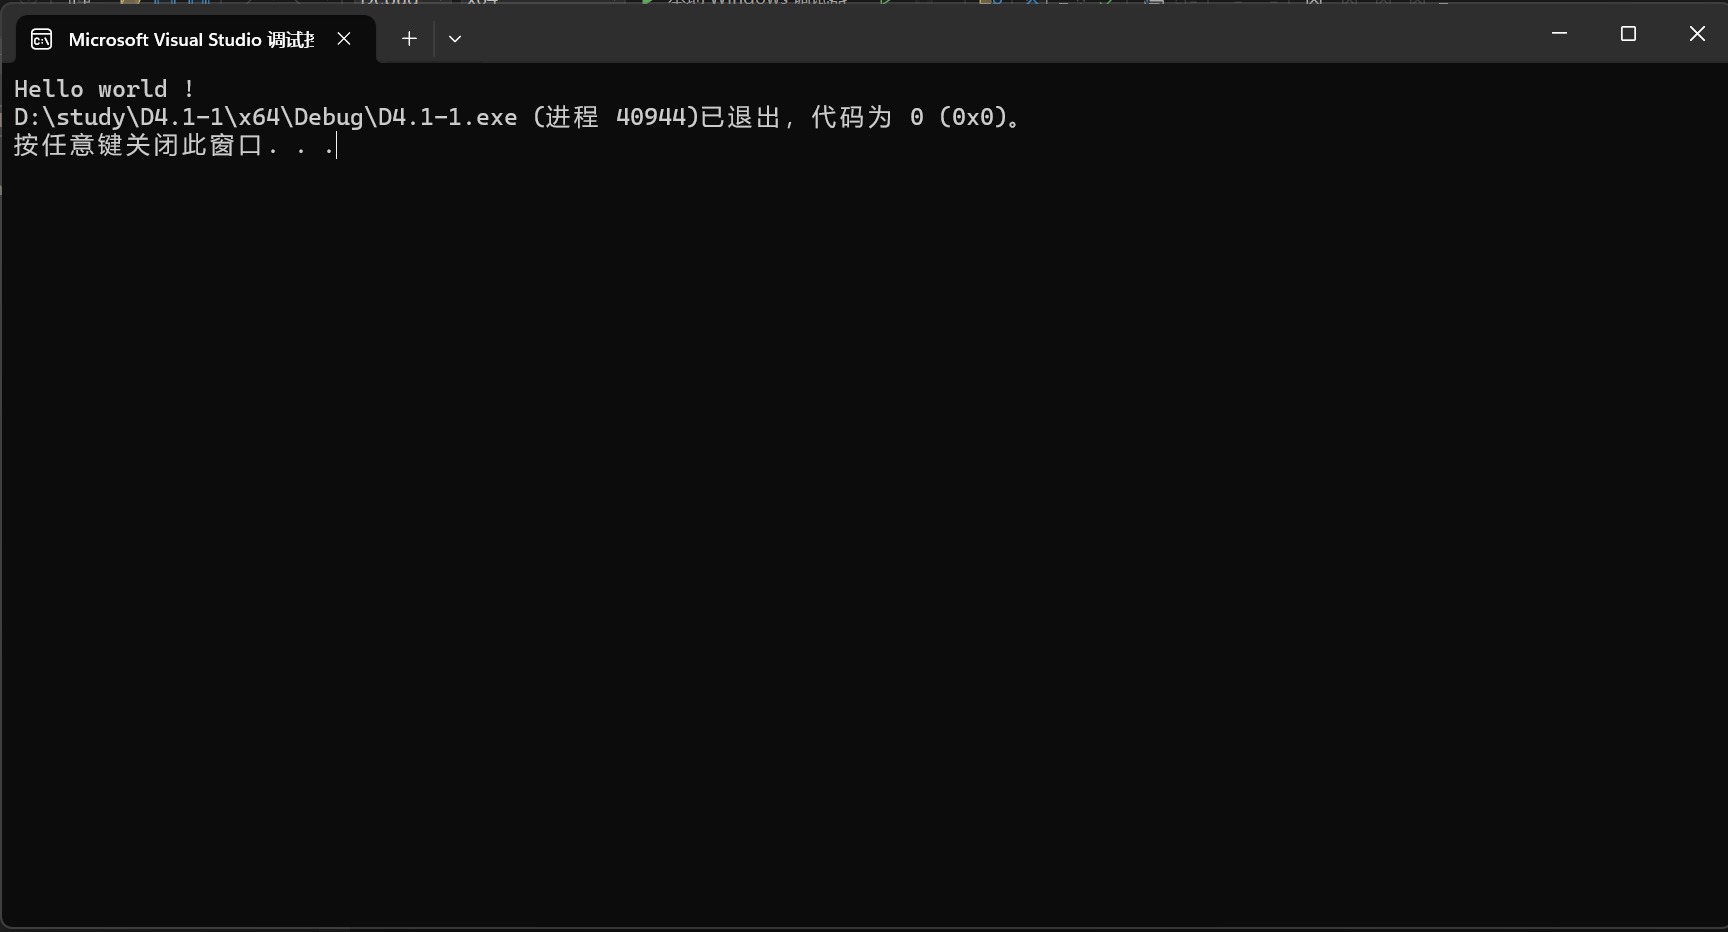 Microsoft Visual Studio 调试
Hello world !
D:\study\D4.1-1\x64\Debug\D4.1-1.exe (进程 40944)已退出，代码为 0 (0x0)。
按任意键关闭此窗口. . .